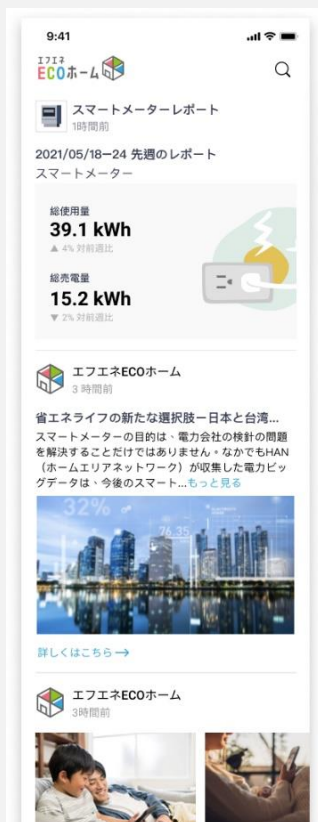 9:41
エフエネ
ECOホーム
スマートメーターレポート
1時間前
2021/05/18−24 先週のレポート
スマートメーター
総使用量
39.1 kWh
▲ 4% 対前週比
総売電量
15.2 kWh
▼ 2% 対前週比
エフエネECOホーム
3 時間前
省エネライフの新たな選択肢ー日本と台湾...
スマートメーターの目的は、電力会社の検針の問題
を解決することだけではありません。なかでもHAN
（ホームエリアネットワーク）が収集した電力ビッ
グデータは、今後のスマート...もっと見る
32%
76.35
詳しくはこちら→
エフエネECOホーム
3時間前